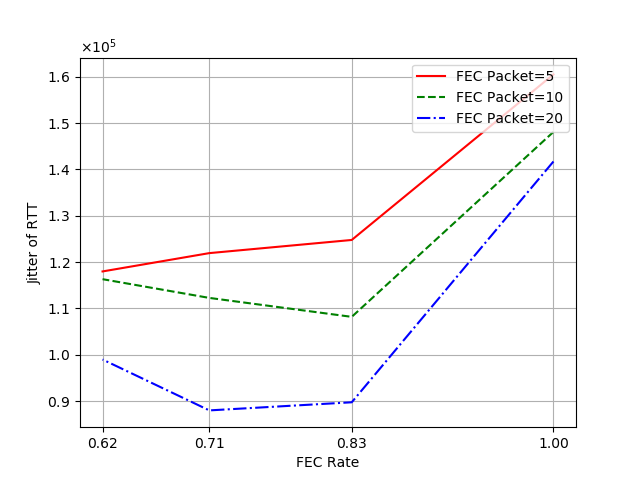 ×10⁵
1.6
1.5
1.4
1.3
1.2
1.1
1.0
0.9
Jitter of RTT
FEC Packet=5
FEC Packet=10
FEC Packet=20
0.62 0.71 0.83 1.00
FEC Rate